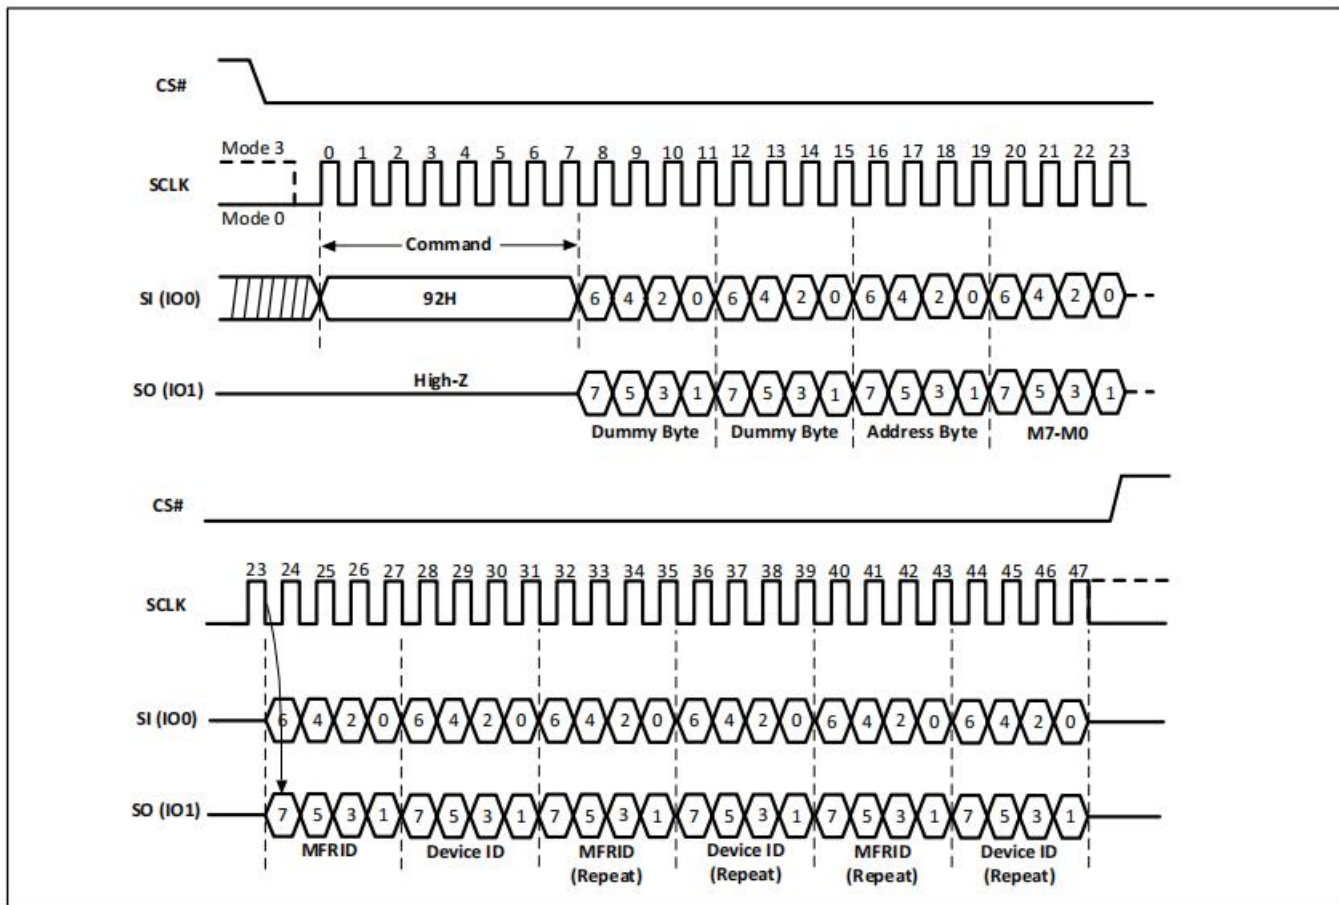 CS#
Mode 3
0 1 2 3 4 5 6 7 8 9 10 11 12 13 14 15 16 17 18 19 20 21 22 23
SCLK
Mode 0
Command
SI (IO0)
92H
6 4 2 0 6 4 2 0 6 4 2 0 6 4 2 0
High-Z
SO (IO1)
7 5 3 1 7 5 3 1 7 5 3 1 7 5 3 1
Dummy Byte Dummy Byte Address Byte M7-M0
CS#
23 24 25 26 27 28 29 30 31 32 33 34 35 36 37 38 39 40 41 42 43 44 45 46 47
SCLK
SI (IO0)
6 4 2 0 6 4 2 0 6 4 2 0 6 4 2 0 6 4 2 0 6 4 2 0
SO (IO1)
7 5 3 1 7 5 3 1 7 5 3 1 7 5 3 1 7 5 3 1 7 5 3 1
MFRID Device ID MFRID Device ID MFRID Device ID
(Repeat) (Repeat) (Repeat) (Repeat)